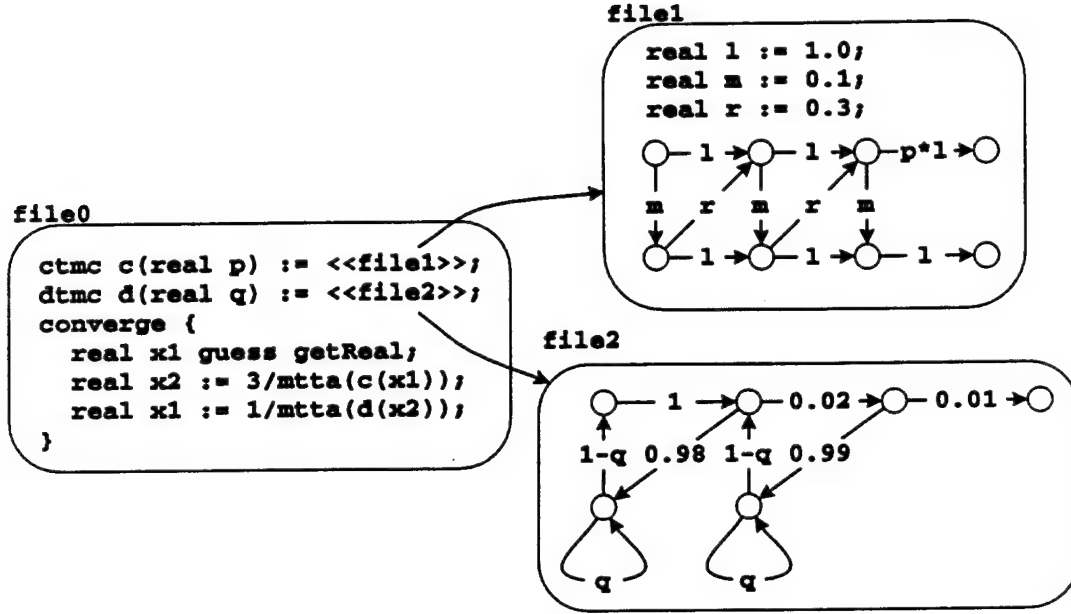 file1
real l := 1.0;
real m := 0.1;
real r := 0.3;
l l p*l
m r m r m
l l l
file0
ctmc c(real p) := <<file1>>;
dtmc d(real q) := <<file2>>;
converge {
real x1 guess getReal;
real x2 := 3/mtta(c(x1));
real x1 := 1/mtta(d(x2));
}
file2
1 0.02 0.01
1-q 0.98 1-q 0.99
q q